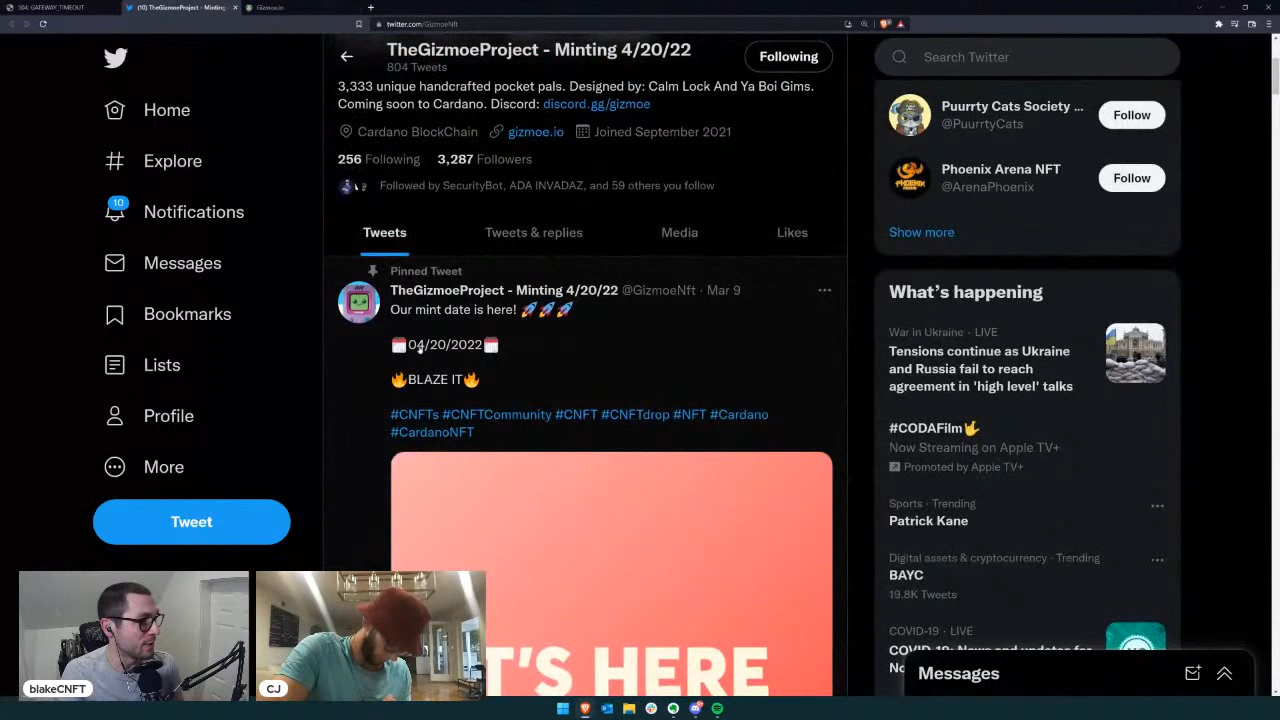 504: GATEWAY_TIMEOUT
(10) TheGizmoeProject - Minting
Gizmoe.io
twitter.com/GizmoeNft
TheGizmoeProject - Minting 4/20/22
804 Tweets
Following
3,333 unique handcrafted pocket pals. Designed by: Calm Lock And Ya Boi Gims.
Coming soon to Cardano. Discord: discord.gg/gizmoe
Cardano BlockChain gizmoe.io Joined September 2021
256 Following 3,287 Followers
Followed by SecurityBot, ADA INVADAZ, and 59 others you follow
Tweets Tweets & replies Media Likes
Pinned Tweet
TheGizmoeProject - Minting 4/20/22 @GizmoeNft · Mar 9
Our mint date is here! 🚀🚀🚀
🗓04/20/2022🗓
🔥BLAZE IT🔥
#CNFTs #CNFTCommunity #CNFT #CNFTdrop #NFT #Cardano
#CardanoNFT
T'S HERE
10
Home
Explore
Notifications
Messages
Bookmarks
Lists
Profile
More
Tweet
Search Twitter
Puurrty Cats Society ...
@PuurrtyCats
Follow
Phoenix Arena NFT
@ArenaPhoenix
Follow
Show more
What's happening
War in Ukraine · LIVE
Tensions continue as Ukraine
and Russia fail to reach
agreement in 'high level' talks
#CODAFilm🤟
Now Streaming on Apple TV+
Promoted by Apple TV+
Sports · Trending
Patrick Kane
Digital assets & cryptocurrency · Trending
BAYC
19.8K Tweets
COVID-19 · LIVE
Messages
blakeCNFT
CJ